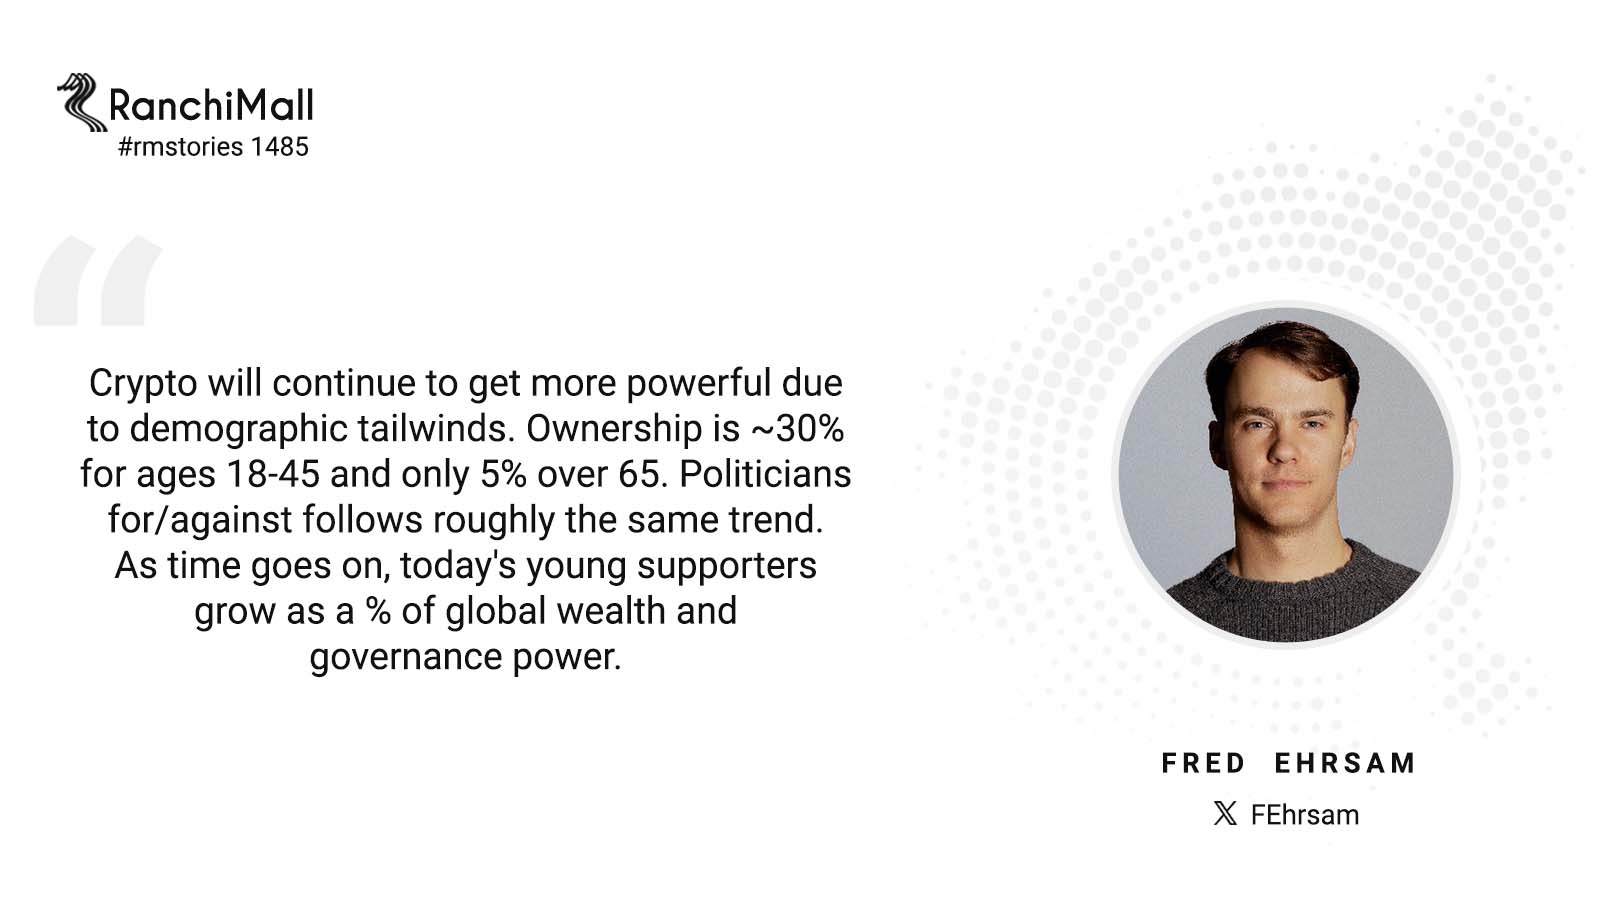 RanchiMall
#rmstories 1485
“
Crypto will continue to get more powerful due
to demographic tailwinds. Ownership is ~30%
for ages 18-45 and only 5% over 65. Politicians
for/against follows roughly the same trend.
As time goes on, today's young supporters
grow as a % of global wealth and
governance power.
FRED EHRSAM
𝕏 FEhrsam